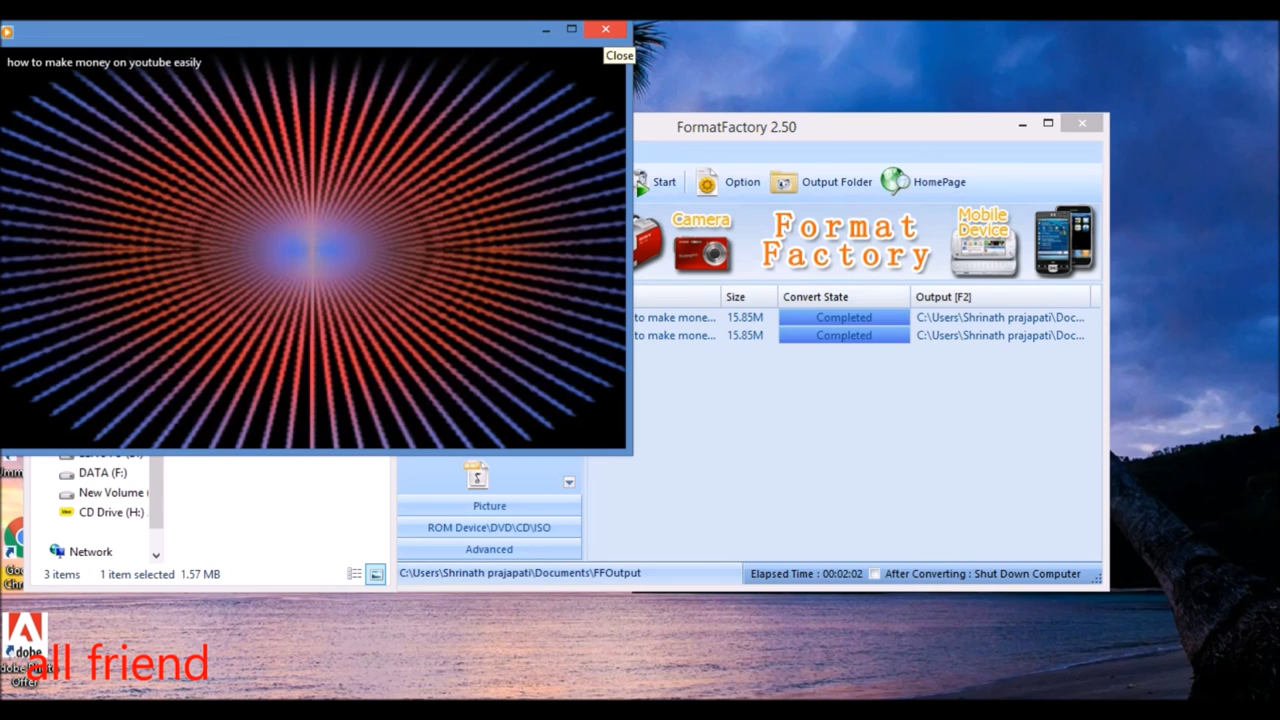 Close
how to make money on youtube easily
FormatFactory 2.50
Start
Option
Output Folder
HomePage
Camera
Format
Factory
Mobile
Device
Size
Convert State
Output [F2]
to make mone...
15.85M
Completed
C:\Users\Shrinath prajapati\Doc...
to make mone...
15.85M
Completed
C:\Users\Shrinath prajapati\Doc...
DATA (F:)
New Volume (
CD Drive (H:)
Network
3 items
1 item selected 1.57 MB
Picture
ROM Device\DVD\CD\ISO
Advanced
C:\Users\Shrinath prajapati\Documents\FFOutput
Elapsed Time : 00:02:02
After Converting : Shut Down Computer
all friend
Offer